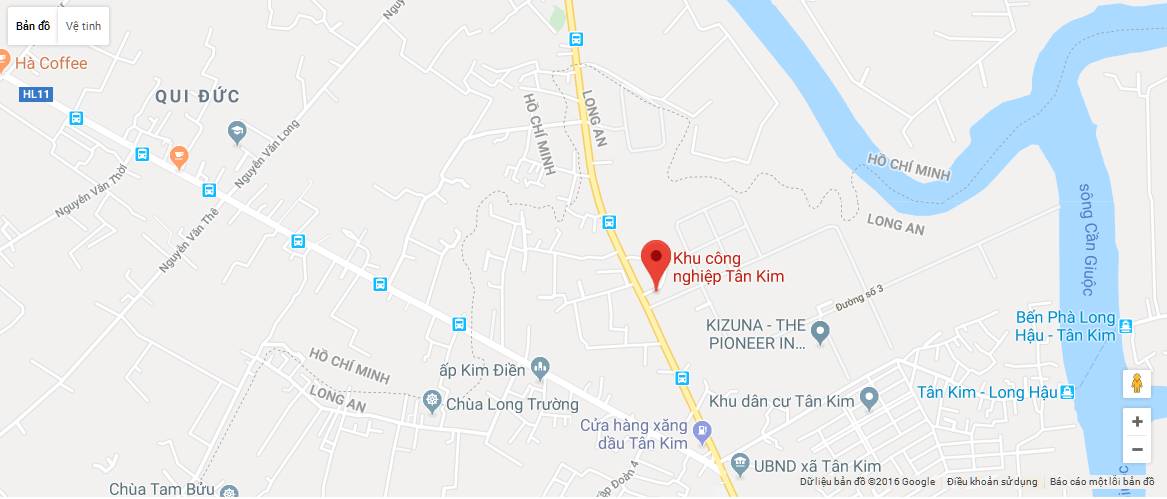 Bản đồ
Vệ tinh
Hà Coffee
HL11
QUI ĐỨC
Nguyễn Văn Long
Nguyễn Văn Thời
Nguyễn Văn Thê
HỒ CHÍ MINH
LONG AN
HỒ CHÍ MINH
LONG AN
sông Cần Giuộc
Khu công
nghiệp Tân Kim
Đường số 3
KIZUNA - THE
PIONEER IN...
Bến Phà Long
Hậu - Tân Kim
HỒ CHÍ MINH
LONG AN
ấp Kim Điền
Chùa Long Trường
Khu dân cư Tân Kim
Tân Kim - Long Hậu
Cửa hàng xăng
dầu Tân Kim
UBND xã Tân Kim
Chùa Tam Bửu
Dữ liệu bản đồ ©2016 Google
Điều khoản sử dụng
Báo cáo một lỗi bản đồ